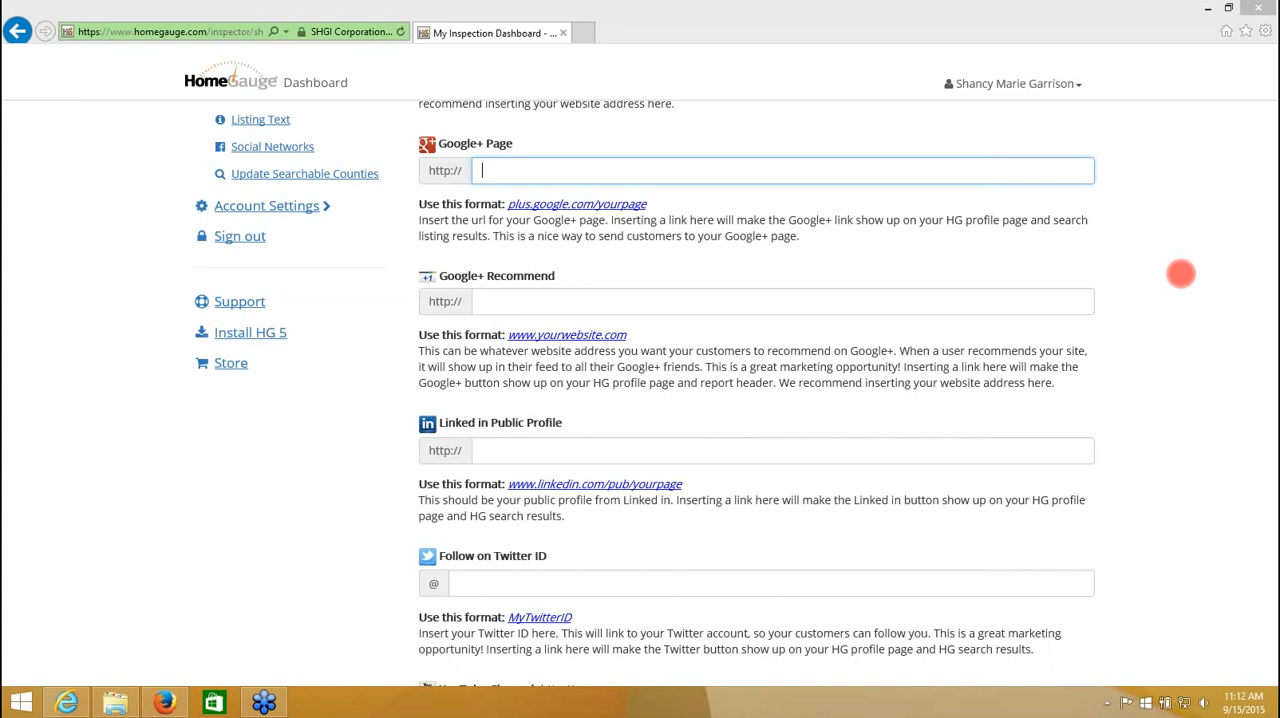 https://www.homegauge.com/inspector/sh
SHGI Corporation...
My Inspection Dashboard - ...
HomeGauge Dashboard
Shancy Marie Garrison
recommend inserting your website address here.
Listing Text
Social Networks
Update Searchable Counties
Account Settings
Sign out
Support
Install HG 5
Store
Google+ Page
http://
Use this format: plus.google.com/yourpage
Insert the url for your Google+ page. Inserting a link here will make the Google+ link show up on your HG profile page and search
listing results. This is a nice way to send customers to your Google+ page.
+1 Google+ Recommend
http://
Use this format: www.yourwebsite.com
This can be whatever website address you want your customers to recommend on Google+. When a user recommends your site,
it will show up in their feed to all their Google+ friends. This is a great marketing opportunity! Inserting a link here will make the
Google+ button show up on your HG profile page and report header. We recommend inserting your website address here.
in Linked in Public Profile
http://
Use this format: www.linkedin.com/pub/yourpage
This should be your public profile from Linked in. Inserting a link here will make the Linked in button show up on your HG profile
page and HG search results.
Follow on Twitter ID
@
Use this format: MyTwitterID
Insert your Twitter ID here. This will link to your Twitter account, so your customers can follow you. This is a great marketing
opportunity! Inserting a link here will make the Twitter button show up on your HG profile page and HG search results.
11:12 AM
9/15/2015